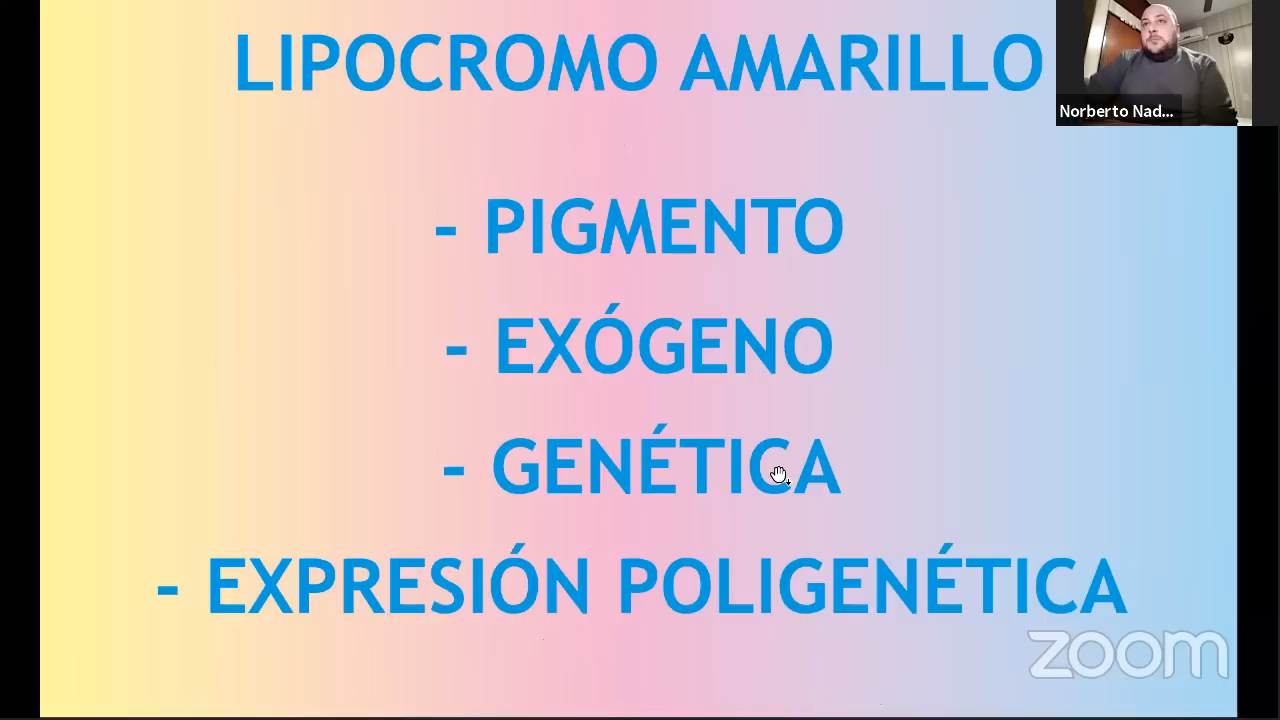 LIPOCROMO AMARILLO
Norberto Nad...
- PIGMENTO
- EXÓGENO
- GENÉTICA
- EXPRESIÓN POLIGENÉTICA
zoom